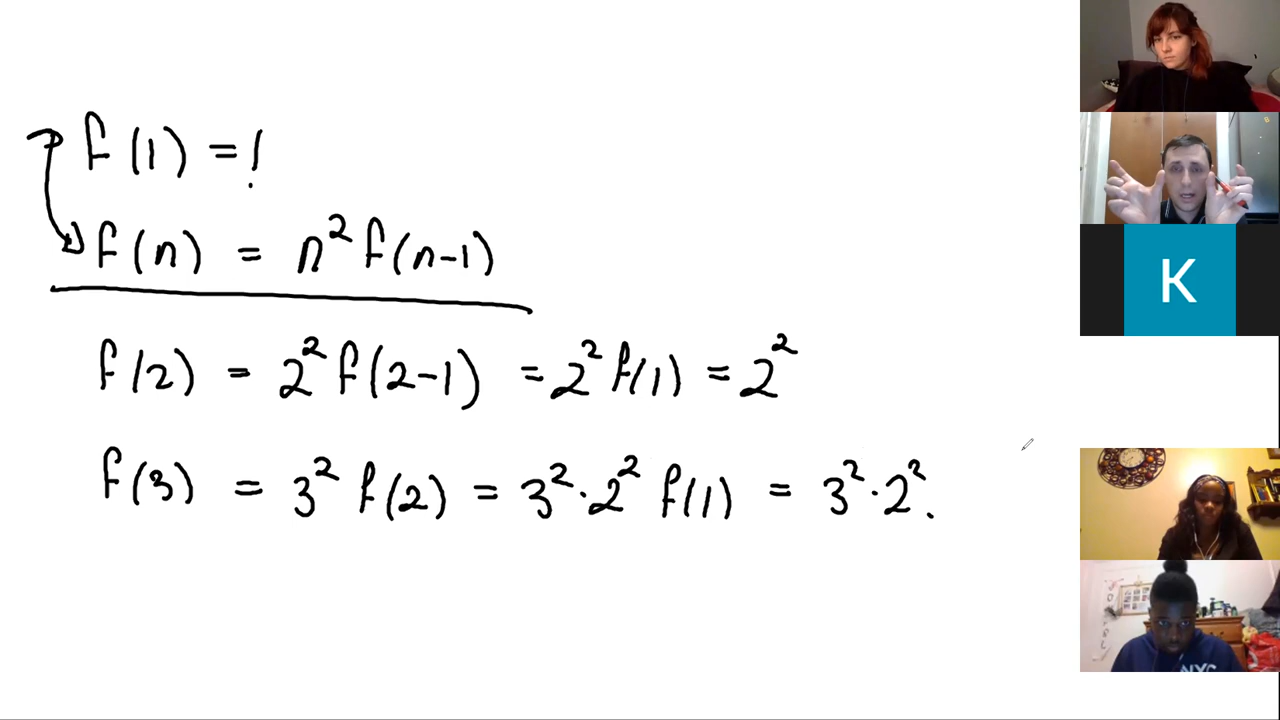 f(1) = !
f(n) = n² f(n-1)
f(2) = 2² f(2-1) = 2² f(1) = 2²
f(3) = 3² f(2) = 3²·2² f(1) = 3²·2².
K
NYC